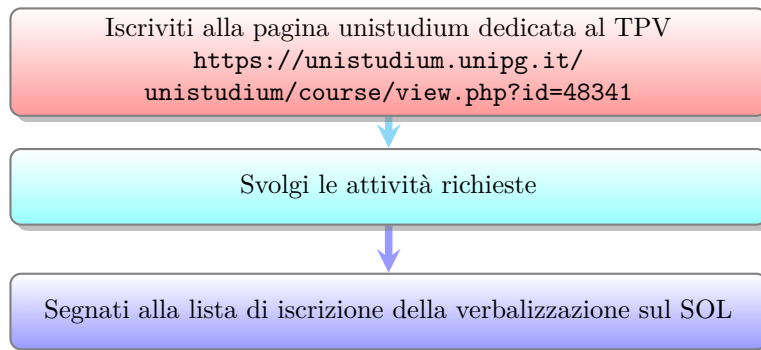 Iscriviti alla pagina unistudium dedicata al TPV
https://unistudium.unipg.it/
unistudium/course/view.php?id=48341
Svolgi le attività richieste
Segnati alla lista di iscrizione della verbalizzazione sul SOL